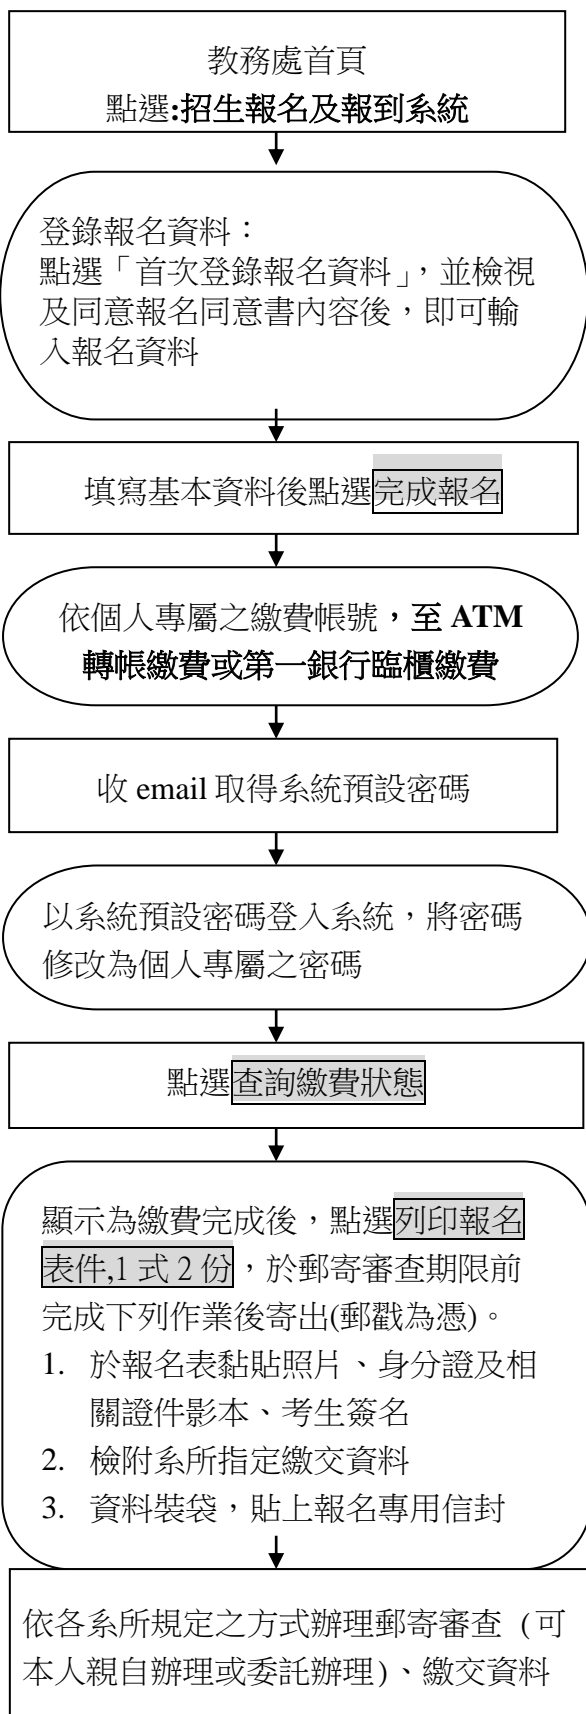 教務處首頁
點選:招生報名及報到系統
登錄報名資料：
點選「首次登錄報名資料」，並檢視
及同意報名同意書內容後，即可輸
入報名資料
填寫基本資料後點選完成報名
依個人專屬之繳費帳號，至 ATM
轉帳繳費或第一銀行臨櫃繳費
收 email 取得系統預設密碼
以系統預設密碼登入系統，將密碼
修改為個人專屬之密碼
點選查詢繳費狀態
顯示為繳費完成後，點選列印報名
表件,1 式 2 份，於郵寄審查期限前
完成下列作業後寄出(郵戳為憑)。
1. 於報名表黏貼照片、身分證及相
關證件影本、考生簽名
2. 檢附系所指定繳交資料
3. 資料裝袋，貼上報名專用信封
依各系所規定之方式辦理郵寄審查 (可
本人親自辦理或委託辦理)、繳交資料